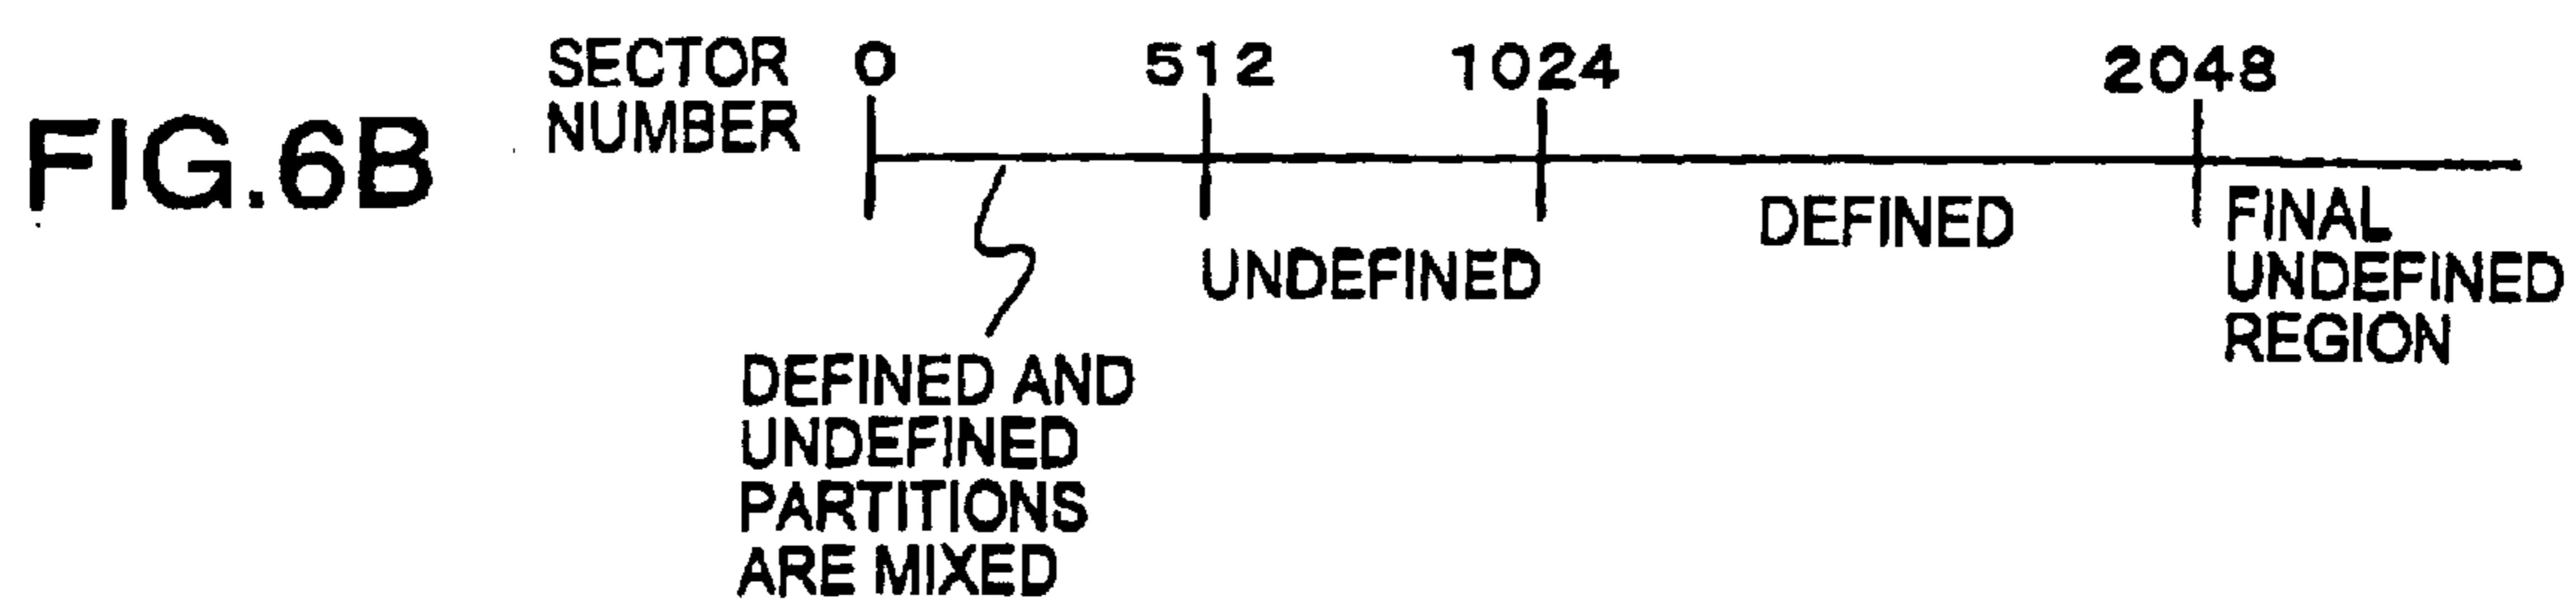 FIG.6B
SECTOR
NUMBER
0 512 1024 2048
UNDEFINED
DEFINED
FINAL
UNDEFINED
REGION
DEFINED AND
UNDEFINED
PARTITIONS
ARE MIXED